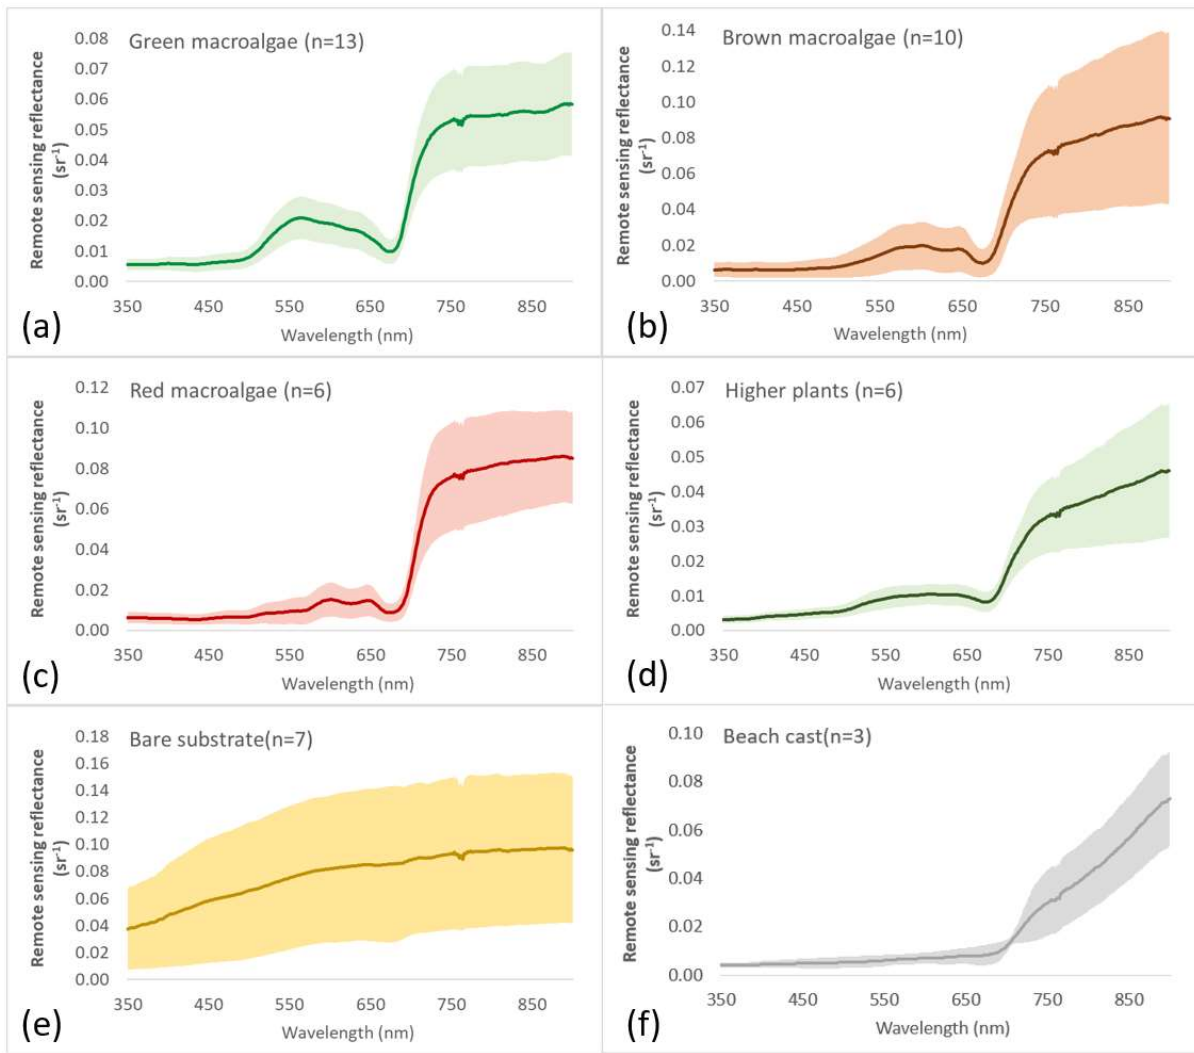 Green macroalgae (n=13)
Remote sensing reflectance
(sr⁻¹)
0.08
0.07
0.06
0.05
0.04
0.03
0.02
0.01
0.00
350 450 550 650 750 850
Wavelength (nm)
(a)
Brown macroalgae (n=10)
Remote sensing reflectance
(sr⁻¹)
0.14
0.12
0.10
0.08
0.06
0.04
0.02
0.00
350 450 550 650 750 850
Wavelength (nm)
(b)
Red macroalgae (n=6)
Remote sensing reflectance
(sr⁻¹)
0.12
0.10
0.08
0.06
0.04
0.02
0.00
350 450 550 650 750 850
Wavelength (nm)
(c)
Higher plants (n=6)
Remote sensing reflectance
(sr⁻¹)
0.07
0.06
0.05
0.04
0.03
0.02
0.01
0.00
350 450 550 650 750 850
Wavelength (nm)
(d)
Bare substrate(n=7)
Remote sensing reflectance
(sr⁻¹)
0.18
0.16
0.14
0.12
0.10
0.08
0.06
0.04
0.02
0.00
350 450 550 650 750 850
Wavelength (nm)
(e)
Beach cast(n=3)
Remote sensing reflectance
(sr⁻¹)
0.10
0.08
0.06
0.04
0.02
0.00
350 450 550 650 750 850
Wavelength (nm)
(f)